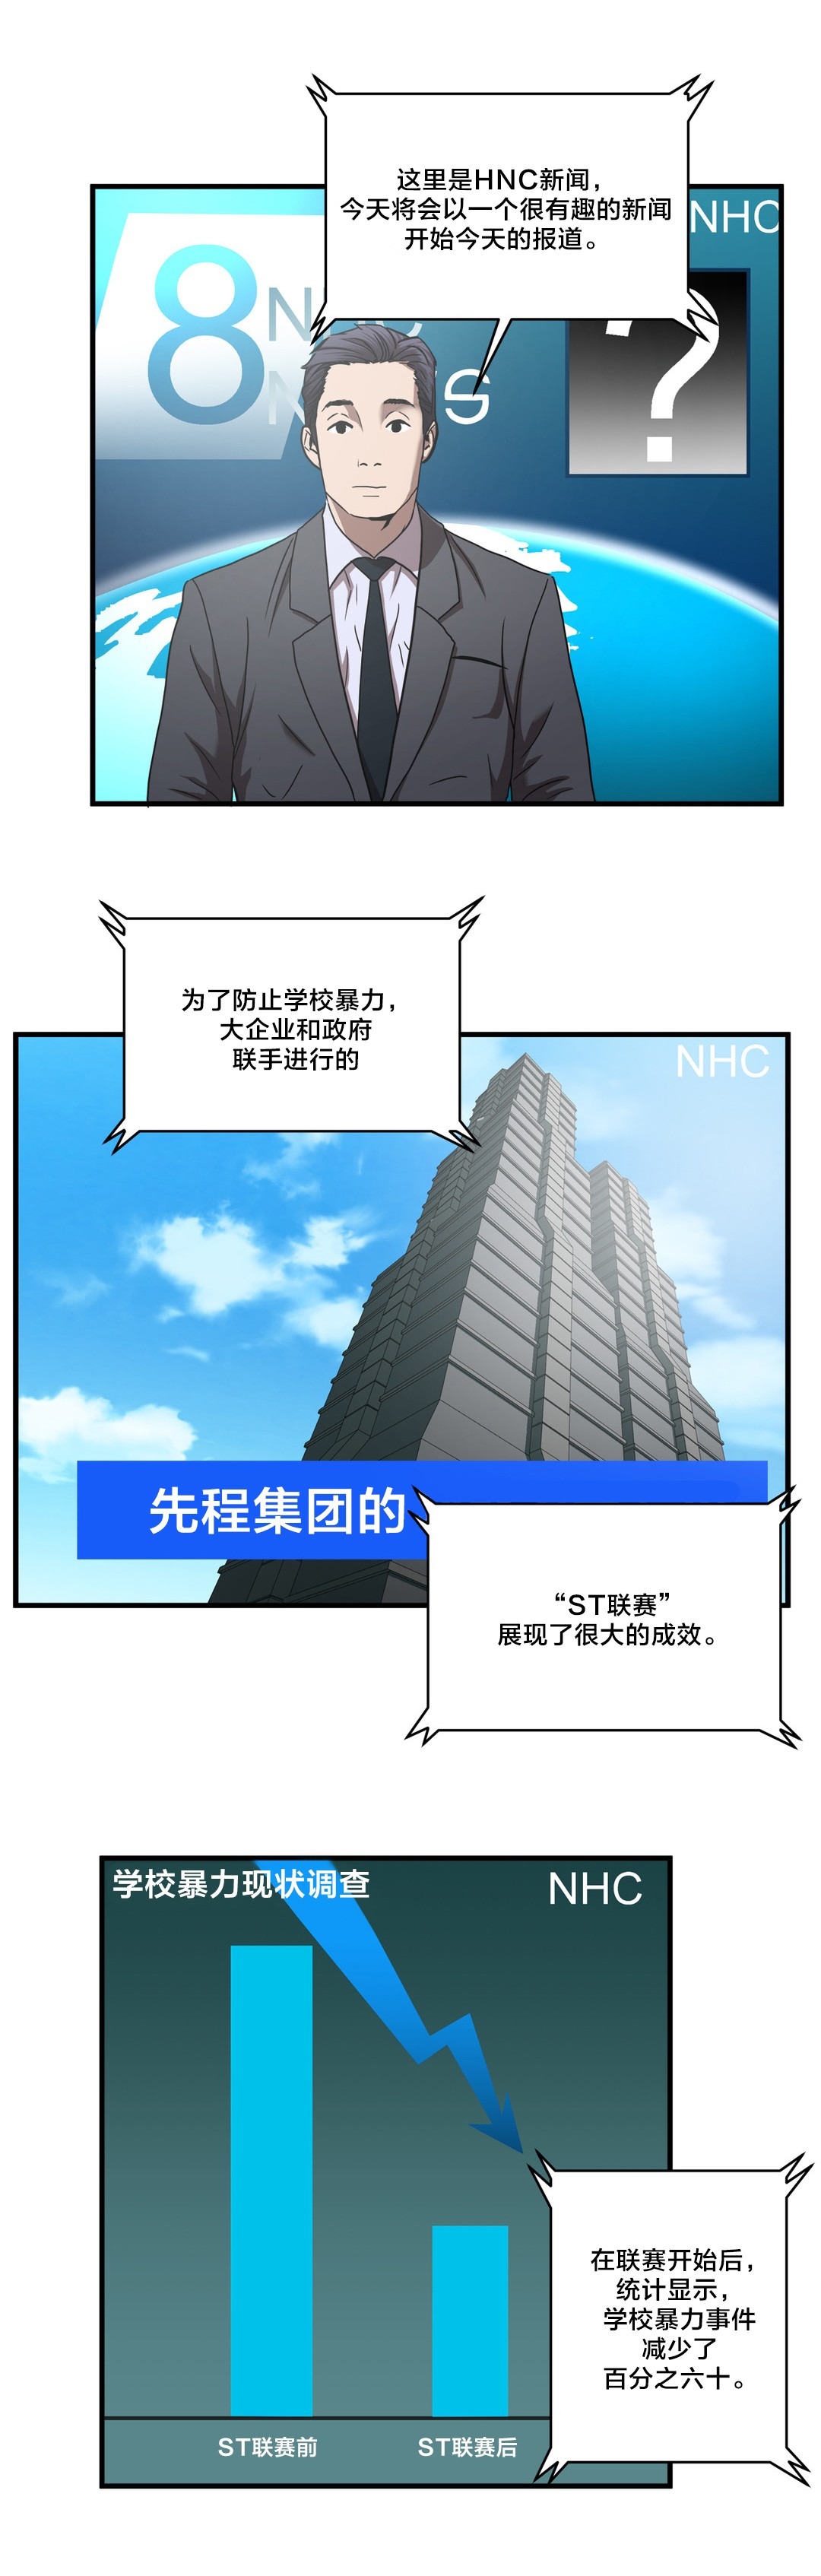 这里是HNC新闻，
今天将会以一个很有趣的新闻
开始今天的报道。
NHC
8
N
C
N
S
?
为了防止学校暴力，
大企业和政府
联手进行的
NHC
先程集团的
“ST联赛”
展现了很大的成效。
学校暴力现状调查
NHC
在联赛开始后，
统计显示，
学校暴力事件
减少了
百分之六十。
ST联赛前
ST联赛后